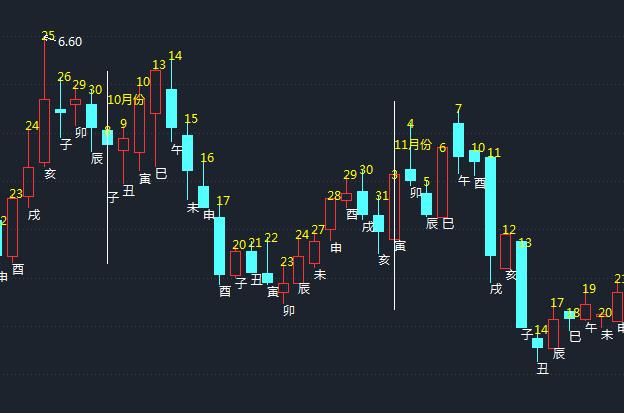 25
6.60
26
29
30
10月份
10
13
14
24
子
卯
辰
8
9
15
午
亥
寅
巳
16
23
戌
子
丑
未
申
17
22
申
酉
20
21
22
23
24
27
28
29
30
31
酉
子
丑
寅
卯
辰
未
申
酉
戌
亥
3
寅
11月份
4
5
6
7
10
11
卯
辰
巳
午
酉
戌
12
亥
13
子
14
丑
17
辰
18
巳
19
午
20
未
21
申